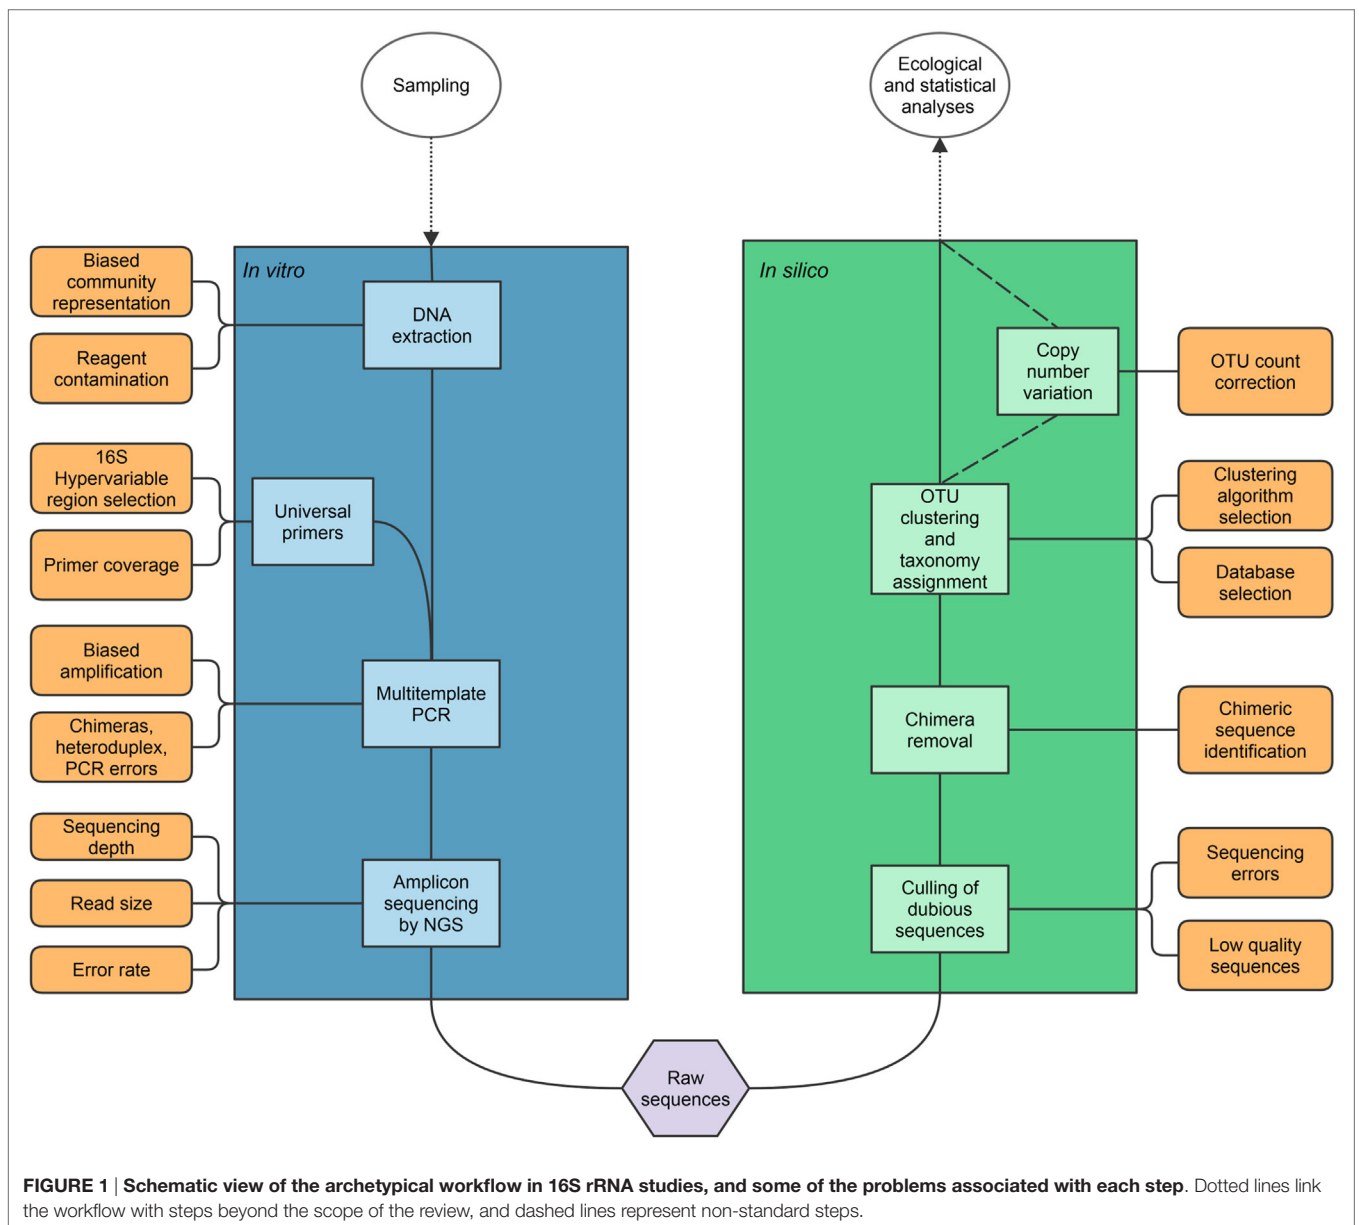 Sampling
Ecological
and statistical
analyses
In vitro
Biased
community
representation
Reagent
contamination
DNA
extraction
16S
Hypervariable
region selection
Primer coverage
Universal
primers
Biased
amplification
Chimeras,
heteroduplex,
PCR errors
Multitemplate
PCR
Sequencing
depth
Read size
Error rate
Amplicon
sequencing
by NGS
Raw
sequences
In silico
Copy
number
variation
OTU count
correction
OTU
clustering
and
taxonomy
assignment
Clustering
algorithm
selection
Database
selection
Chimera
removal
Chimeric
sequence
identification
Culling of
dubious
sequences
Sequencing
errors
Low quality
sequences
FIGURE 1 | Schematic view of the archetypical workflow in 16S rRNA studies, and some of the problems associated with each step. Dotted lines link
the workflow with steps beyond the scope of the review, and dashed lines represent non-standard steps.